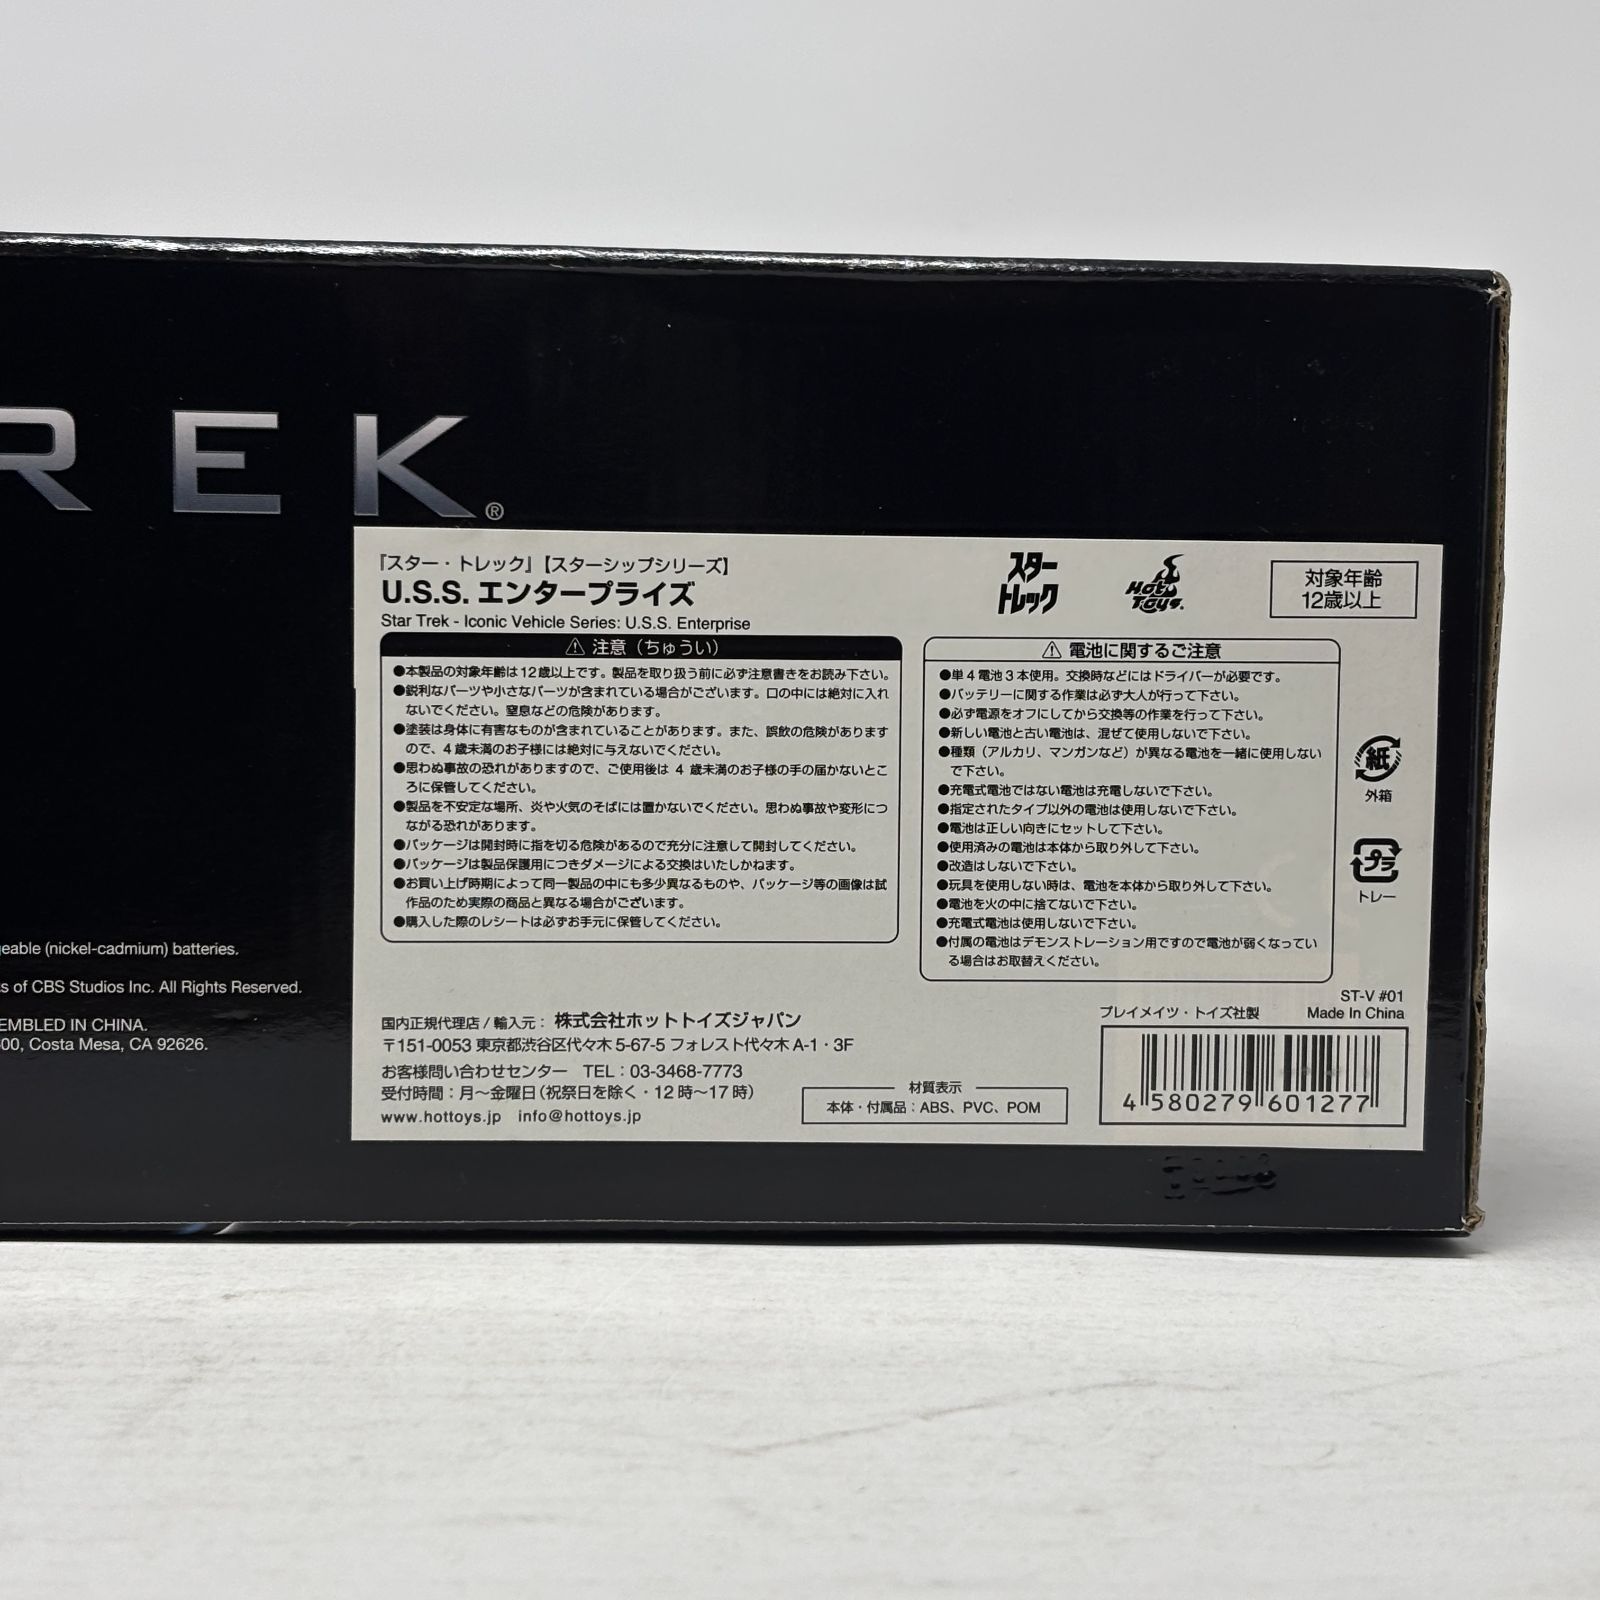 REK®
『スター・トレック』【スターシップシリーズ】
U.S.S. エンタープライズ
Star Trek - Iconic Vehicle Series: U.S.S. Enterprise
スター
トレック
Hot
Toys.
対象年齢
12歳以上
⚠ 注意（ちゅうい）
●本製品の対象年齢は12歳以上です。製品を取り扱う前に必ず注意書きをお読み下さい。
●鋭利なパーツや小さなパーツが含まれている場合がございます。口の中には絶対に入れ
ないでください。窒息などの危険があります。
●塗装は身体に有害なものが含まれていることがあります。また、誤飲の危険があります
ので、4歳未満のお子様には絶対に与えないでください。
●思わぬ事故の恐れがありますので、ご使用後は 4 歳未満のお子様の手の届かないとこ
ろに保管してください。
●製品を不安定な場所、炎や火気のそばには置かないでください。思わぬ事故や変形につ
ながる恐れがあります。
●パッケージは開封時に指を切る危険があるので充分に注意して開封してください。
●パッケージは製品保護用につきダメージによる交換はいたしかねます。
●お買い上げ時期によって同一製品の中にも多少異なるものや、パッケージ等の画像は試
作品のため実際の商品と異なる場合がございます。
●購入した際のレシートは必ずお手元に保管してください。
⚠ 電池に関するご注意
●単4電池3本使用。交換時などにはドライバーが必要です。
●バッテリーに関する作業は必ず大人が行って下さい。
●必ず電源をオフにしてから交換等の作業を行って下さい。
●新しい電池と古い電池は、混ぜて使用しないで下さい。
●種類（アルカリ、マンガンなど）が異なる電池を一緒に使用しない
で下さい。
●充電式電池ではない電池は充電しないで下さい。
●指定されたタイプ以外の電池は使用しないで下さい。
●電池は正しい向きにセットして下さい。
●使用済みの電池は本体から取り外して下さい。
●改造はしないで下さい。
●玩具を使用しない時は、電池を本体から取り外して下さい。
●電池を火の中に捨てないで下さい。
●充電式電池は使用しないで下さい。
●付属の電池はデモンストレーション用ですので電池が弱くなってい
る場合はお取替えください。
紙
外箱
プラ
トレー
eable (nickel-cadmium) batteries.
s of CBS Studios Inc. All Rights Reserved.
EMBLED IN CHINA.
00, Costa Mesa, CA 92626.
国内正規代理店 / 輸入元： 株式会社ホットトイズジャパン
〒151-0053 東京都渋谷区代々木 5-67-5 フォレスト代々木 A-1・3F
お客様問い合わせセンター TEL：03-3468-7773
受付時間：月〜金曜日（祝祭日を除く・12時〜17時）
www.hottoys.jp info@hottoys.jp
材質表示
本体・付属品：ABS、PVC、POM
ST-V #01
プレイメイツ・トイズ社製 Made In China
4 580279 601277